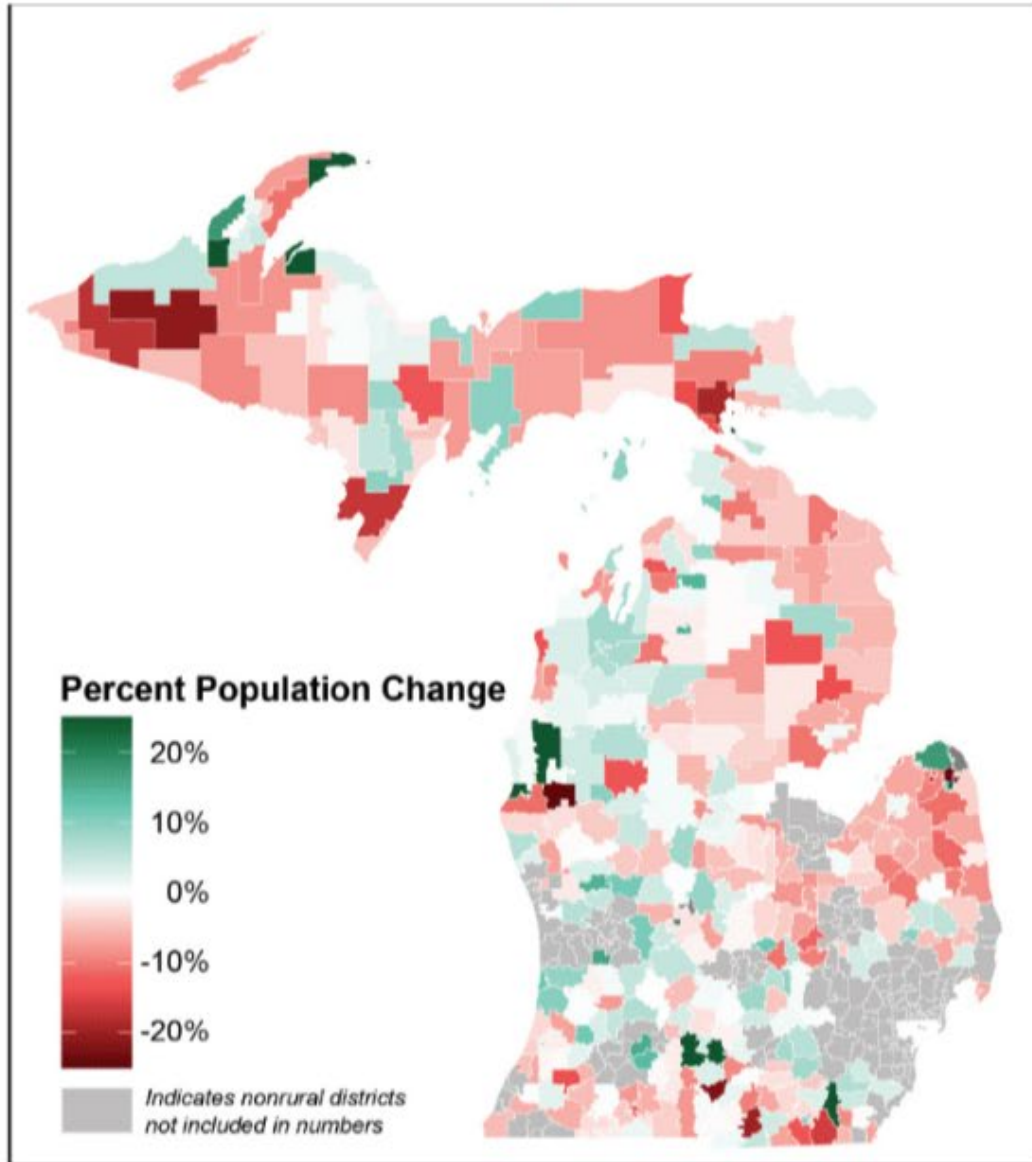 Percent Population Change
20%
10%
0%
-10%
-20%
Indicates nonrural districts
not included in numbers